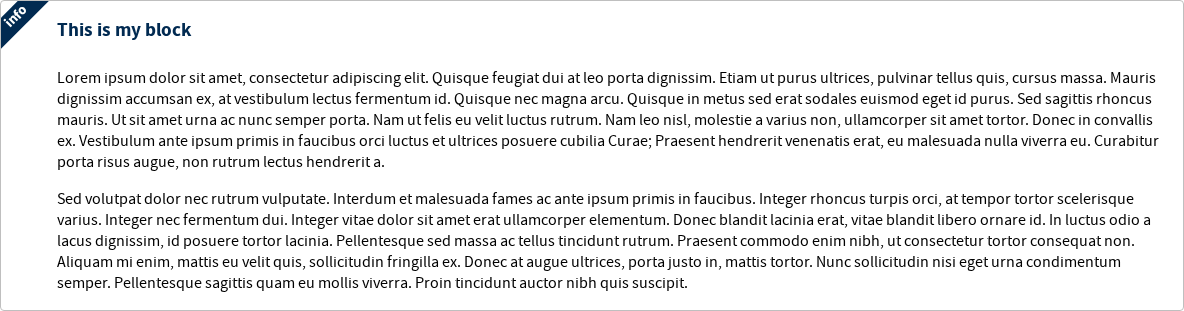 info
This is my block
Lorem ipsum dolor sit amet, consectetur adipiscing elit. Quisque feugiat dui at leo porta dignissim. Etiam ut purus ultrices, pulvinar tellus quis, cursus massa. Mauris
dignissim accumsan ex, at vestibulum lectus fermentum id. Quisque nec magna arcu. Quisque in metus sed erat sodales euismod eget id purus. Sed sagittis rhoncus
mauris. Ut sit amet urna ac nunc semper porta. Nam ut felis eu velit luctus rutrum. Nam leo nisl, molestie a varius non, ullamcorper sit amet tortor. Donec in convallis
ex. Vestibulum ante ipsum primis in faucibus orci luctus et ultrices posuere cubilia Curae; Praesent hendrerit venenatis erat, eu malesuada nulla viverra eu. Curabitur
porta risus augue, non rutrum lectus hendrerit a.
Sed volutpat dolor nec rutrum vulputate. Interdum et malesuada fames ac ante ipsum primis in faucibus. Integer rhoncus turpis orci, at tempor tortor scelerisque
varius. Integer nec fermentum dui. Integer vitae dolor sit amet erat ullamcorper elementum. Donec blandit lacinia erat, vitae blandit libero ornare id. In luctus odio a
lacus dignissim, id posuere tortor lacinia. Pellentesque sed massa ac tellus tincidunt rutrum. Praesent commodo enim nibh, ut consectetur tortor consequat non.
Aliquam mi enim, mattis eu velit quis, sollicitudin fringilla ex. Donec at augue ultrices, porta justo in, mattis tortor. Nunc sollicitudin nisi eget urna condimentum
semper. Pellentesque sagittis quam eu mollis viverra. Proin tincidunt auctor nibh quis suscipit.